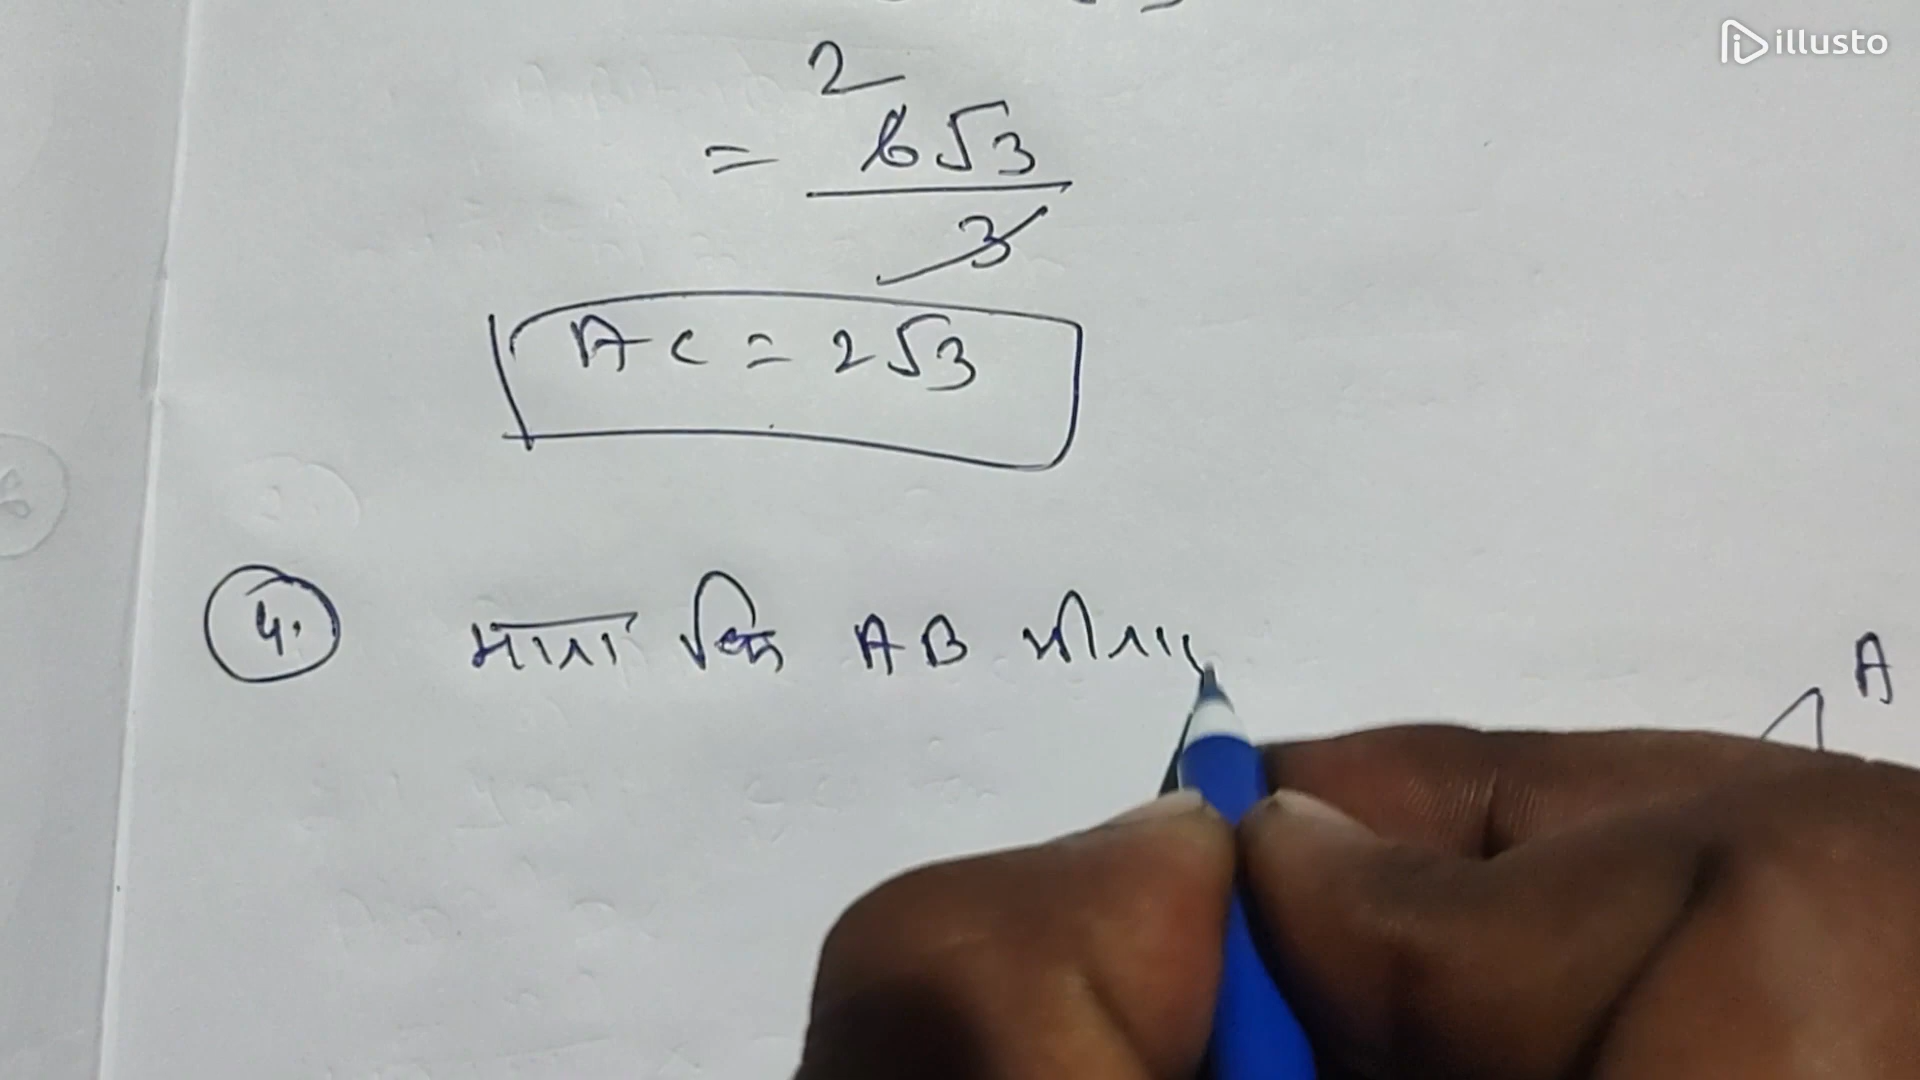 illusto
2
= 6√3
3
AC = 2√3
4. माना कि AB मीना
A